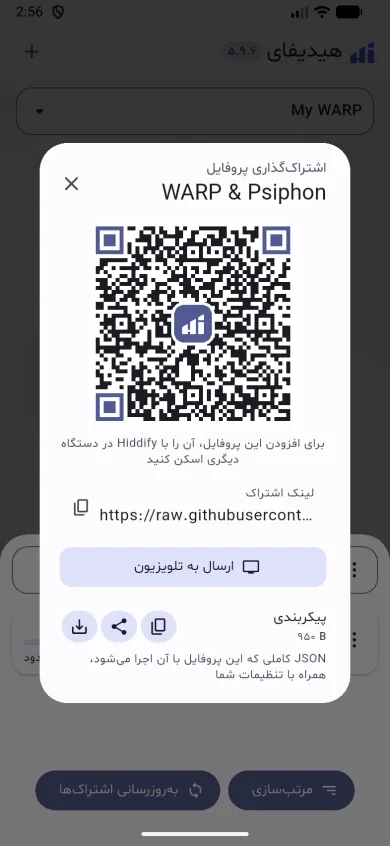 2:56
هیدیفای ۵.۹.۶
My WARP
اشتراک‌گذاری پروفایل
WARP & Psiphon
برای افزودن این پروفایل، آن را با Hiddify در دستگاه
دیگری اسکن کنید
لینک اشتراک
https://raw.githubusercont…
ارسال به تلویزیون
پیکربندی
۹۵۰ B
JSON کاملی که این پروفایل با آن اجرا می‌شود،
همراه با تنظیمات شما
مرتب‌سازی
به‌روزرسانی اشتراک‌ها